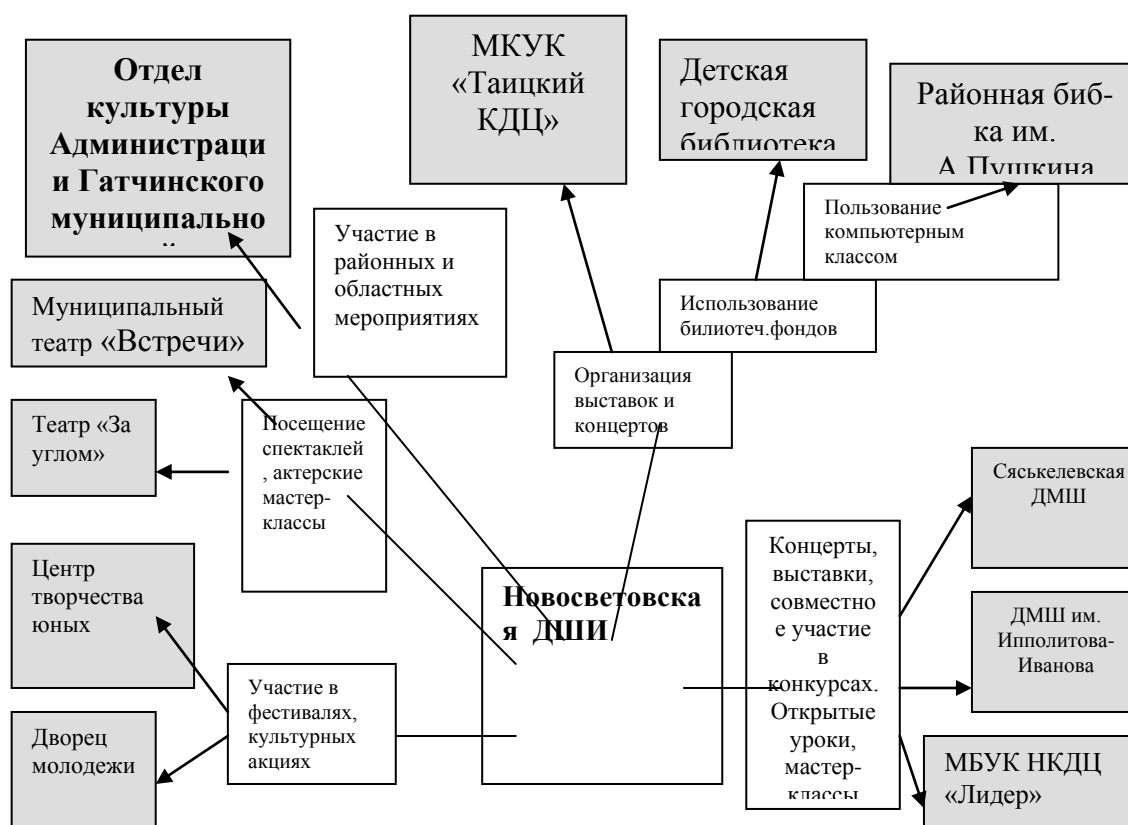 Отдел
культуры
Администраци
и Гатчинского
муниципально
МКУК
«Таицкий
КДЦ»
Детская
городская
библиотека
Районная биб-
ка им.
А.Пушкина
Пользование
компьютерным
классом
Участие в
районных и
областных
мероприятиях
Использование
билиотеч.фондов
Муниципальный
театр «Встречи»
Организация
выставок и
концертов
Театр «За
углом»
Посещение
спектаклей
, актерские
мастер-
классы
Сяськелевская
ДМШ
Концерты,
выставки,
совместно
е участие
в
конкурсах.
Открытые
уроки,
мастер-
классы
Центр
творчества
юных
Новосветовска
я ДШИ
ДМШ им.
Ипполитова-
Иванова
Участие в
фестивалях,
культурных
акциях
Дворец
молодежи
МБУК НКДЦ
«Лидер»